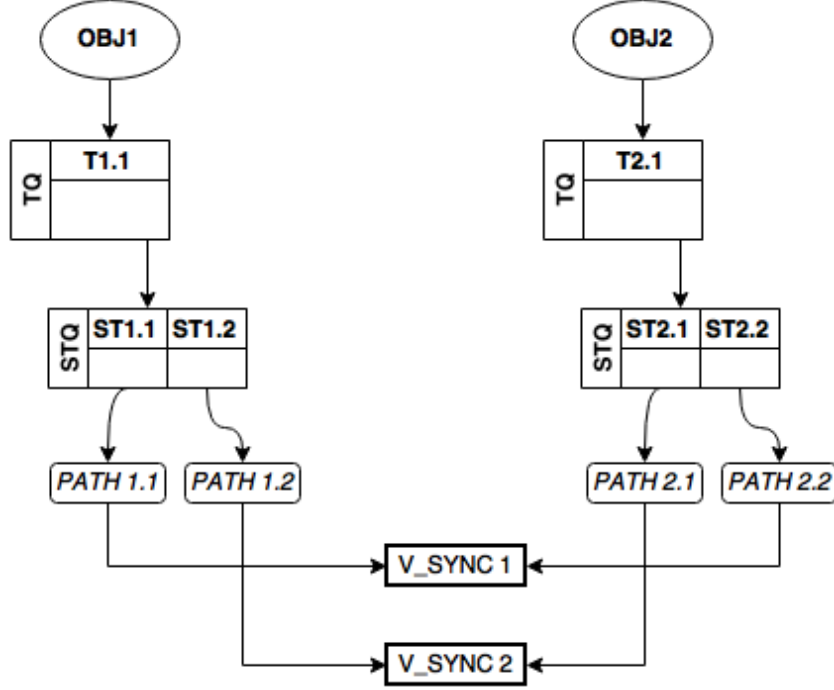 OBJ1 OBJ2
T1.1 T2.1
TQ TQ
ST1.1 ST1.2 ST2.1 ST2.2
STQ STQ
PATH 1.1 PATH 1.2 PATH 2.1 PATH 2.2
V_SYNC 1
V_SYNC 2